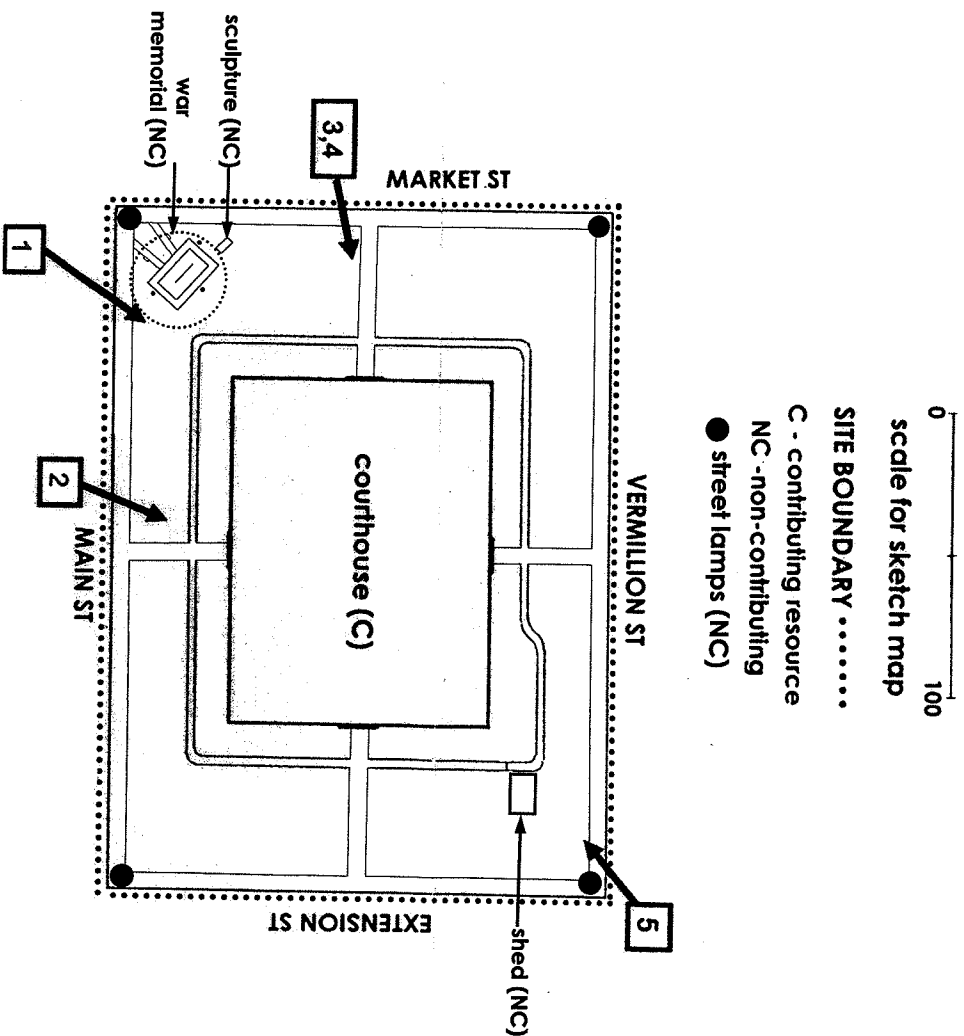 0 100
scale for sketch map
SITE BOUNDARY ······
C - contributing resource
NC -non-contributing
street lamps (NC)
VERMILLION ST
5
shed (NC)
EXTENSION ST
courthouse (C)
MARKET ST
3,4
sculpture (NC)
war
memorial (NC)
1
2
MAIN ST